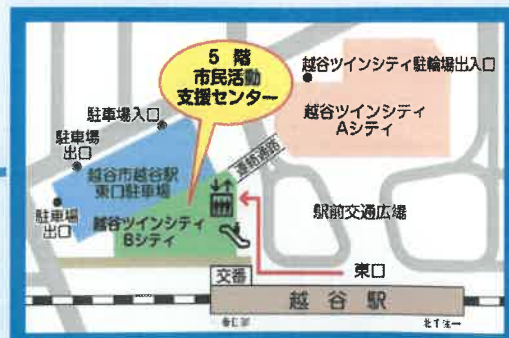 5 階
市民活動
支援センター
越谷ツインシティ駐輪場出入口
越谷ツインシティ
Aシティ
駐車場入口
駐車場
出口
越谷市越谷駅
東口駐車場
連絡通路
駐車場
出口
越谷ツインシティ
Bシティ
駅前交通広場
東口
交番
越谷駅